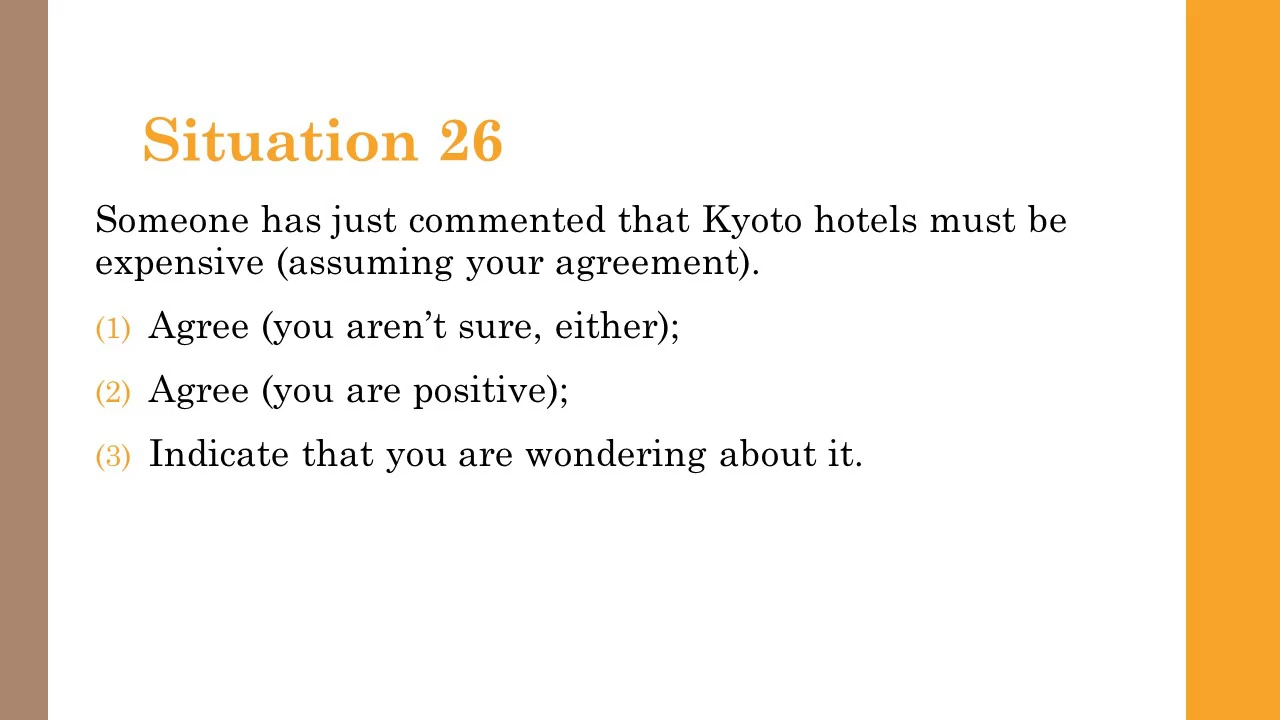 Situation 26
Someone has just commented that Kyoto hotels must be
expensive (assuming your agreement).
(1) Agree (you aren’t sure, either);
(2) Agree (you are positive);
(3) Indicate that you are wondering about it.